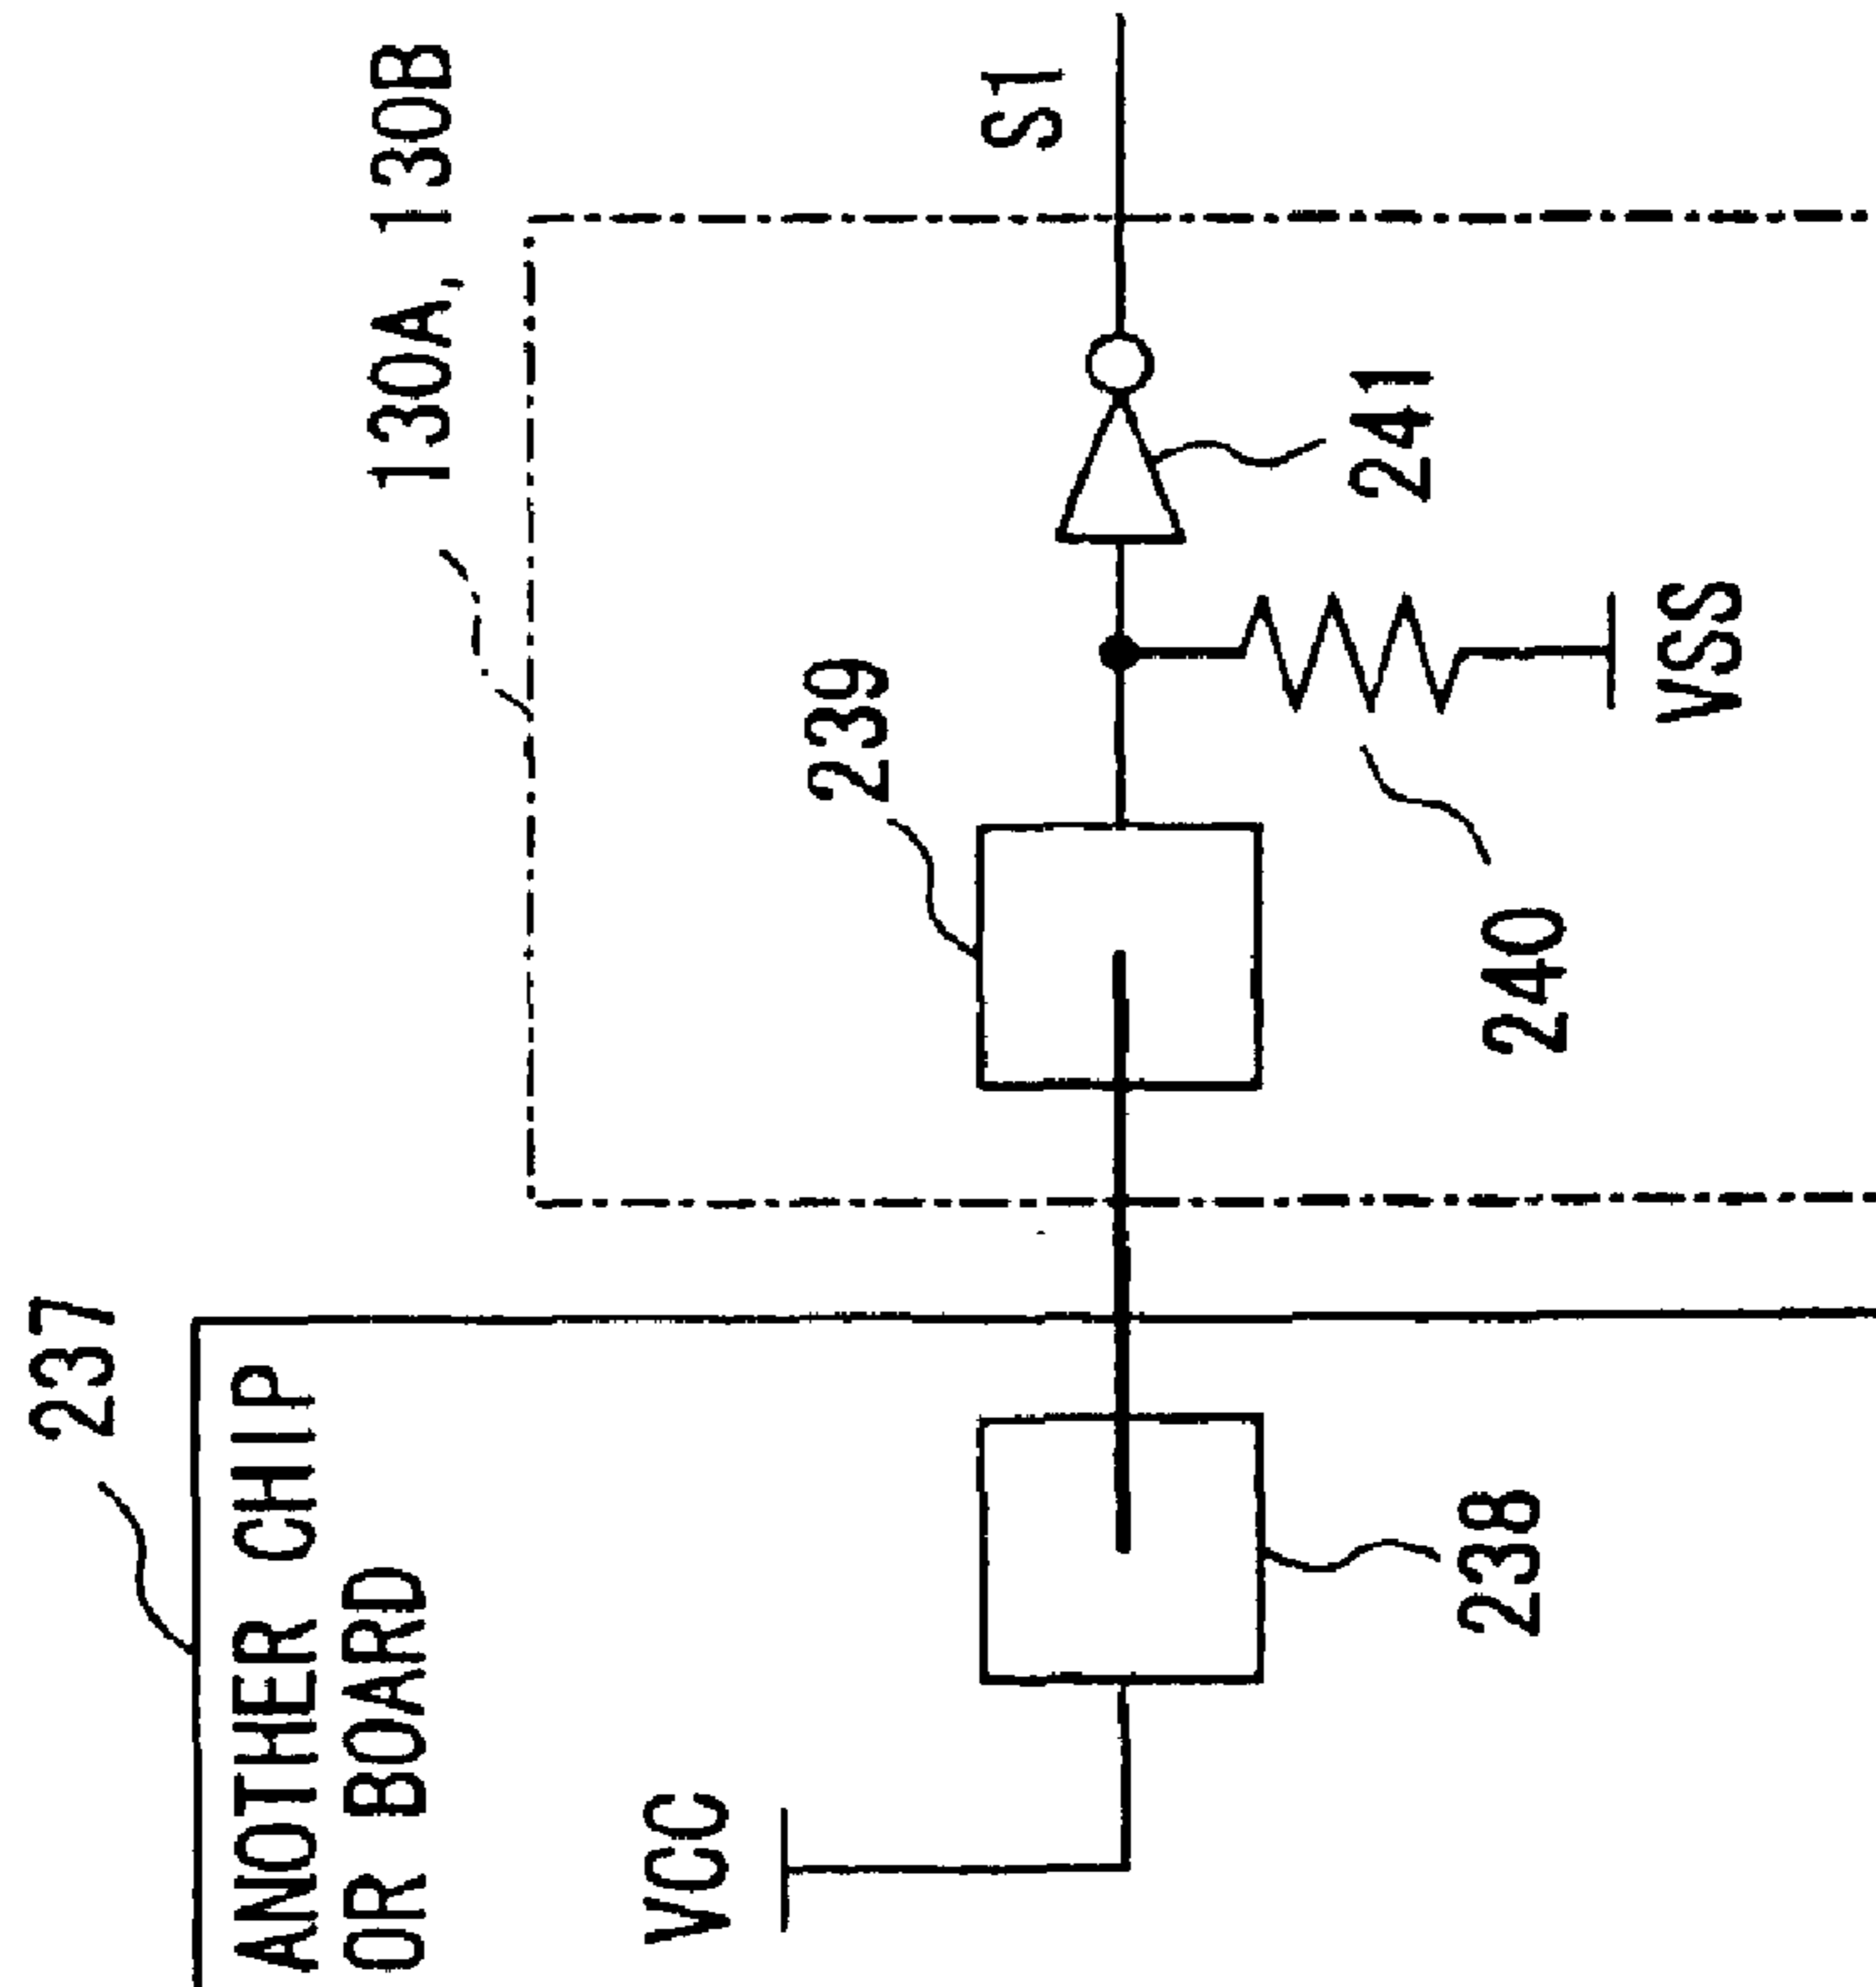 237
ANOTHER CHIP
OR BOARD
130A, 130B
VCC
239
S1
238
240
241
VSS